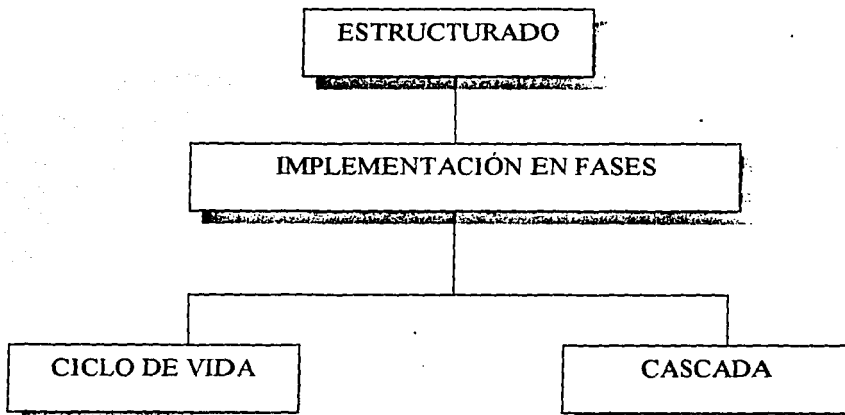 ESTRUCTURADO
IMPLEMENTACIÓN EN FASES
CICLO DE VIDA
CASCADA